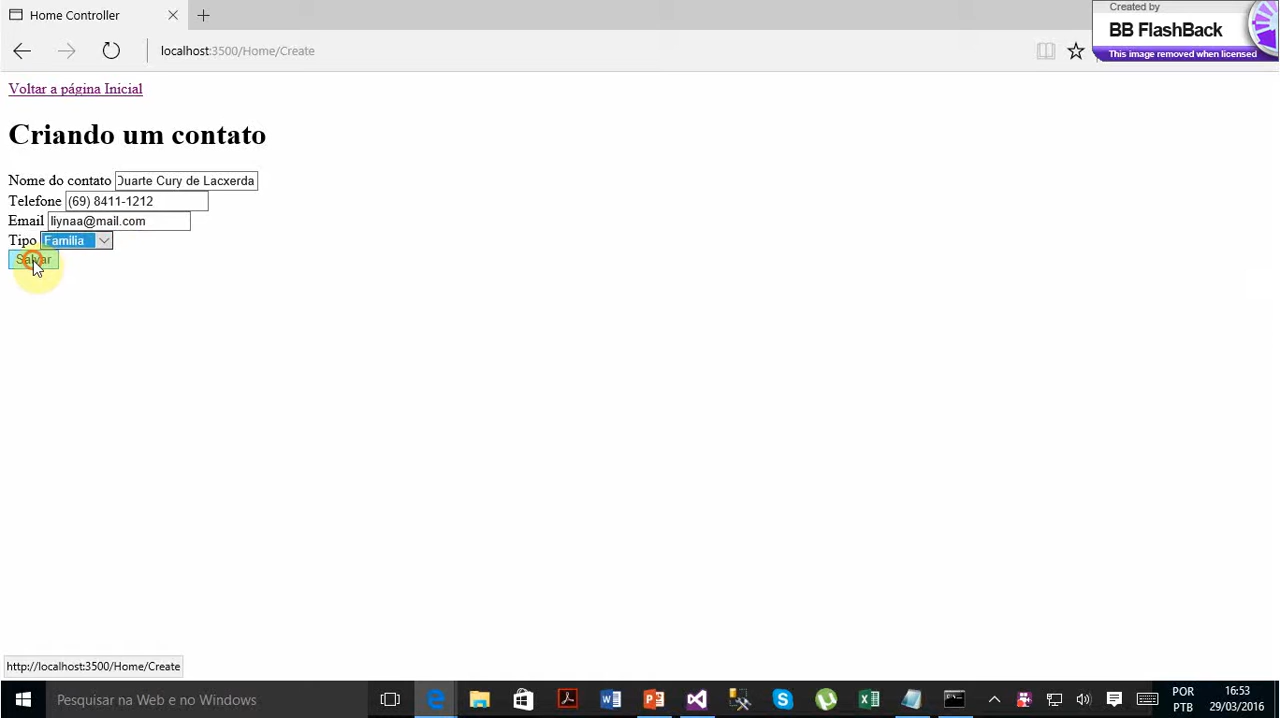 Home Controller
Created by
BB FlashBack
This image removed when licensed
localhost:3500/Home/Create
Voltar a página Inicial
Criando um contato
Nome do contato Duarte Cury de Lacxerda
Telefone (69) 8411-1212
Email liynaa@mail.com
Tipo Familia
Salvar
http://localhost:3500/Home/Create
Pesquisar na Web e no Windows
POR 16:53
PTB 29/03/2016